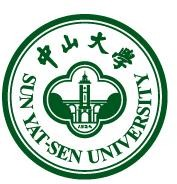 中山大學
SUN YAT-SEN UNIVERSITY
1924